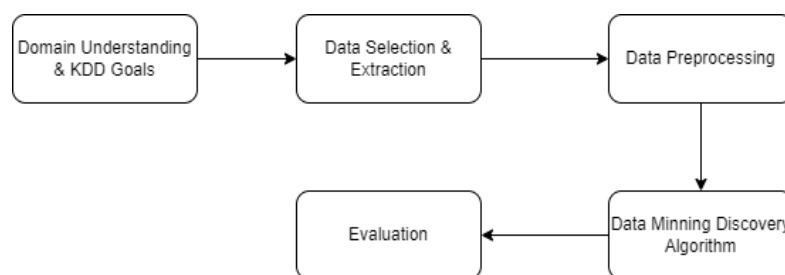 Domain Understanding
& KDD Goals
Data Selection &
Extraction
Data Preprocessing
Evaluation
Data Minning Discovery
Algorithm